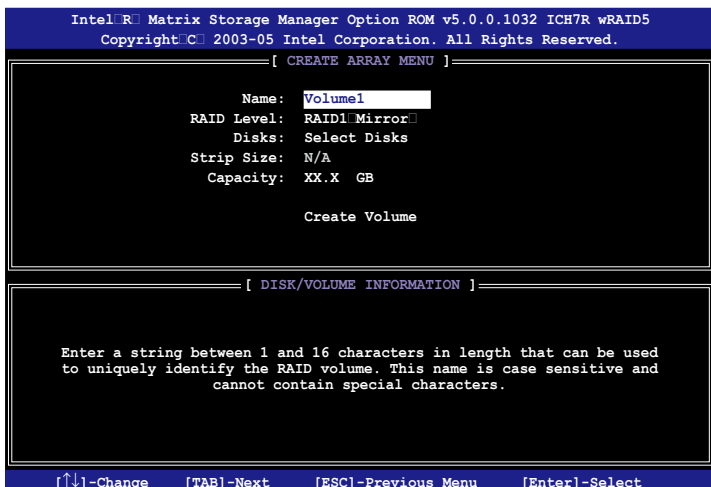 Intel□R□ Matrix Storage Manager Option ROM v5.0.0.1032 ICH7R wRAID5
Copyright□C□ 2003-05 Intel Corporation. All Rights Reserved.
[ CREATE ARRAY MENU ]
Name: Volume1
RAID Level: RAID1□Mirror□
Disks: Select Disks
Strip Size: N/A
Capacity: XX.X GB
Create Volume
[ DISK/VOLUME INFORMATION ]
Enter a string between 1 and 16 characters in length that can be used
to uniquely identify the RAID volume. This name is case sensitive and
cannot contain special characters.
[↑↓]-Change [TAB]-Next [ESC]-Previous Menu [Enter]-Select